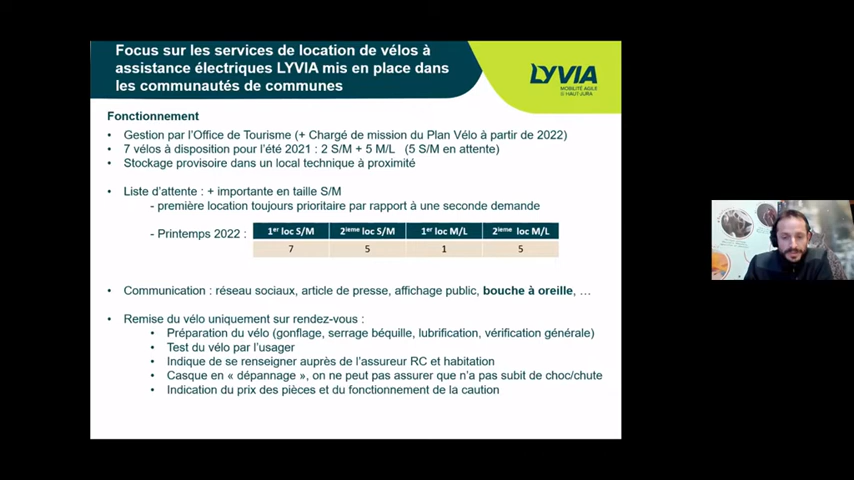 Focus sur les services de location de vélos à
assistance électriques LYVIA mis en place dans
les communautés de communes
LYVIA
MOBILITÉ AGILE
@ HAUT-JURA
Fonctionnement
• Gestion par l'Office de Tourisme (+ Chargé de mission du Plan Vélo à partir de 2022)
• 7 vélos à disposition pour l'été 2021 : 2 S/M + 5 M/L (5 S/M en attente)
• Stockage provisoire dans un local technique à proximité
• Liste d'attente : + importante en taille S/M
- première location toujours prioritaire par rapport à une seconde demande
- Printemps 2022 :
1er loc S/M 2ieme loc S/M 1er loc M/L 2ieme loc M/L
7 5 1 5
• Communication : réseau sociaux, article de presse, affichage public, bouche à oreille, …
• Remise du vélo uniquement sur rendez-vous :
• Préparation du vélo (gonflage, serrage béquille, lubrification, vérification générale)
• Test du vélo par l'usager
• Indique de se renseigner auprès de l'assureur RC et habitation
• Casque en « dépannage », on ne peut pas assurer que n'a pas subit de choc/chute
• Indication du prix des pièces et du fonctionnement de la caution